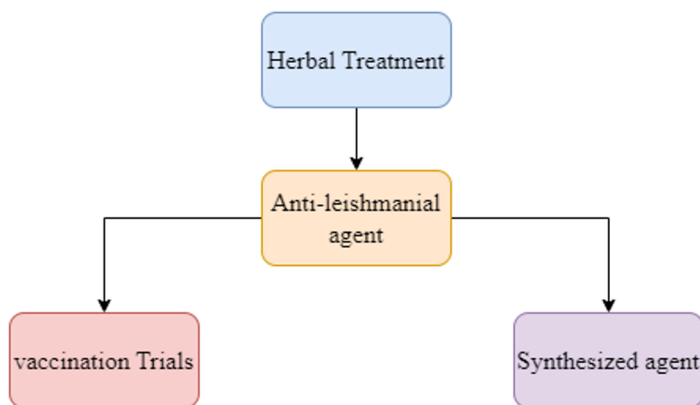 Herbal Treatment
Anti-leishmanial
agent
vaccination Trials
Synthesized agent